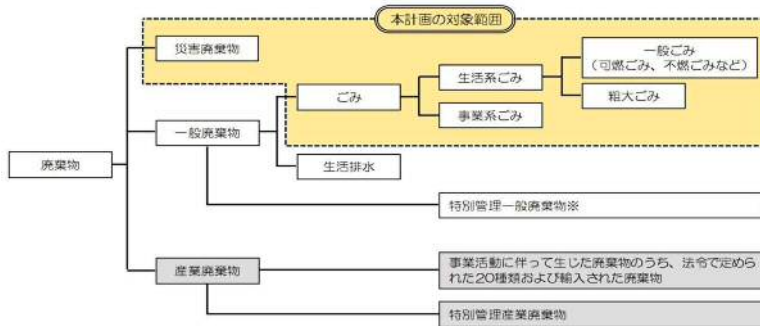 本計画の対象範囲
災害廃棄物
一般ごみ
（可燃ごみ、不燃ごみなど）
生活系ごみ
ごみ
粗大ごみ
事業系ごみ
一般廃棄物
生活排水
廃棄物
特別管理一般廃棄物※
産業廃棄物
事業活動に伴って生じた廃棄物のうち、法令で定めら
れた20種類および輸入された廃棄物
特別管理産業廃棄物